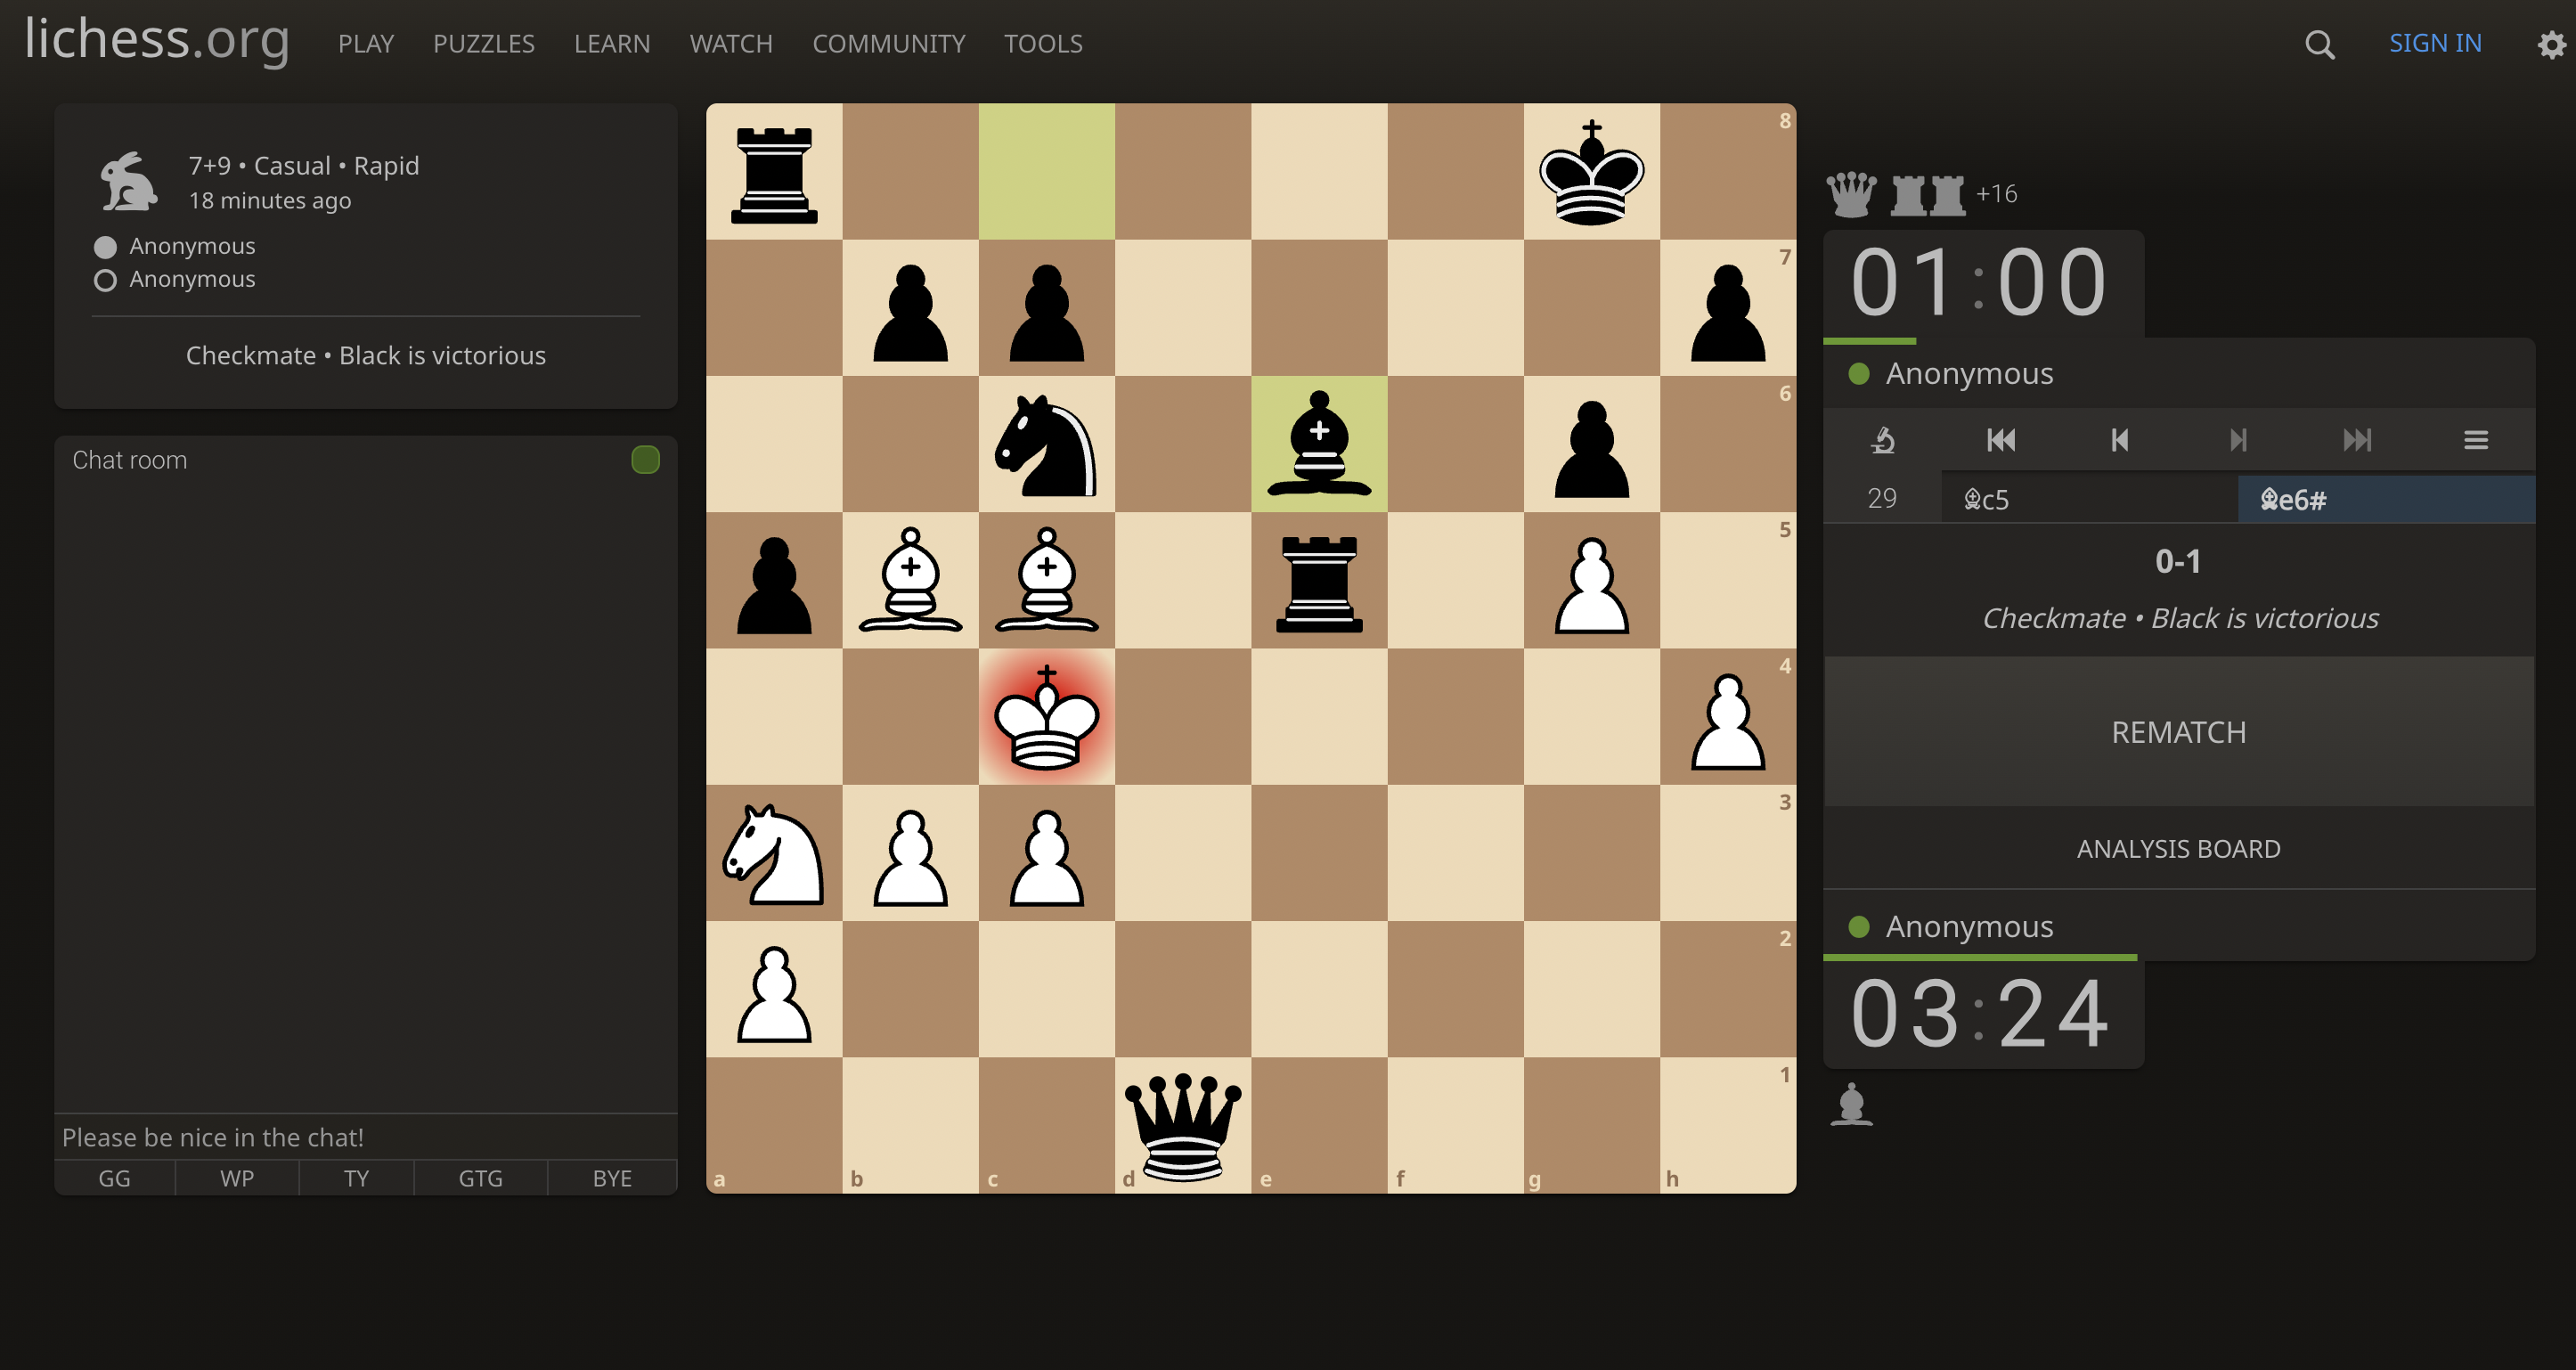 lichess.org PLAY PUZZLES LEARN WATCH COMMUNITY TOOLS SIGN IN
7+9 • Casual • Rapid
18 minutes ago
Anonymous
Anonymous
Checkmate • Black is victorious
Chat room
Please be nice in the chat!
GG WP TY GTG BYE
8
7
6
5
4
3
2
1
a b c d e f g h
+16
01:00
Anonymous
29 ♗c5 ♝e6#
0-1
Checkmate • Black is victorious
REMATCH
ANALYSIS BOARD
Anonymous
03:24